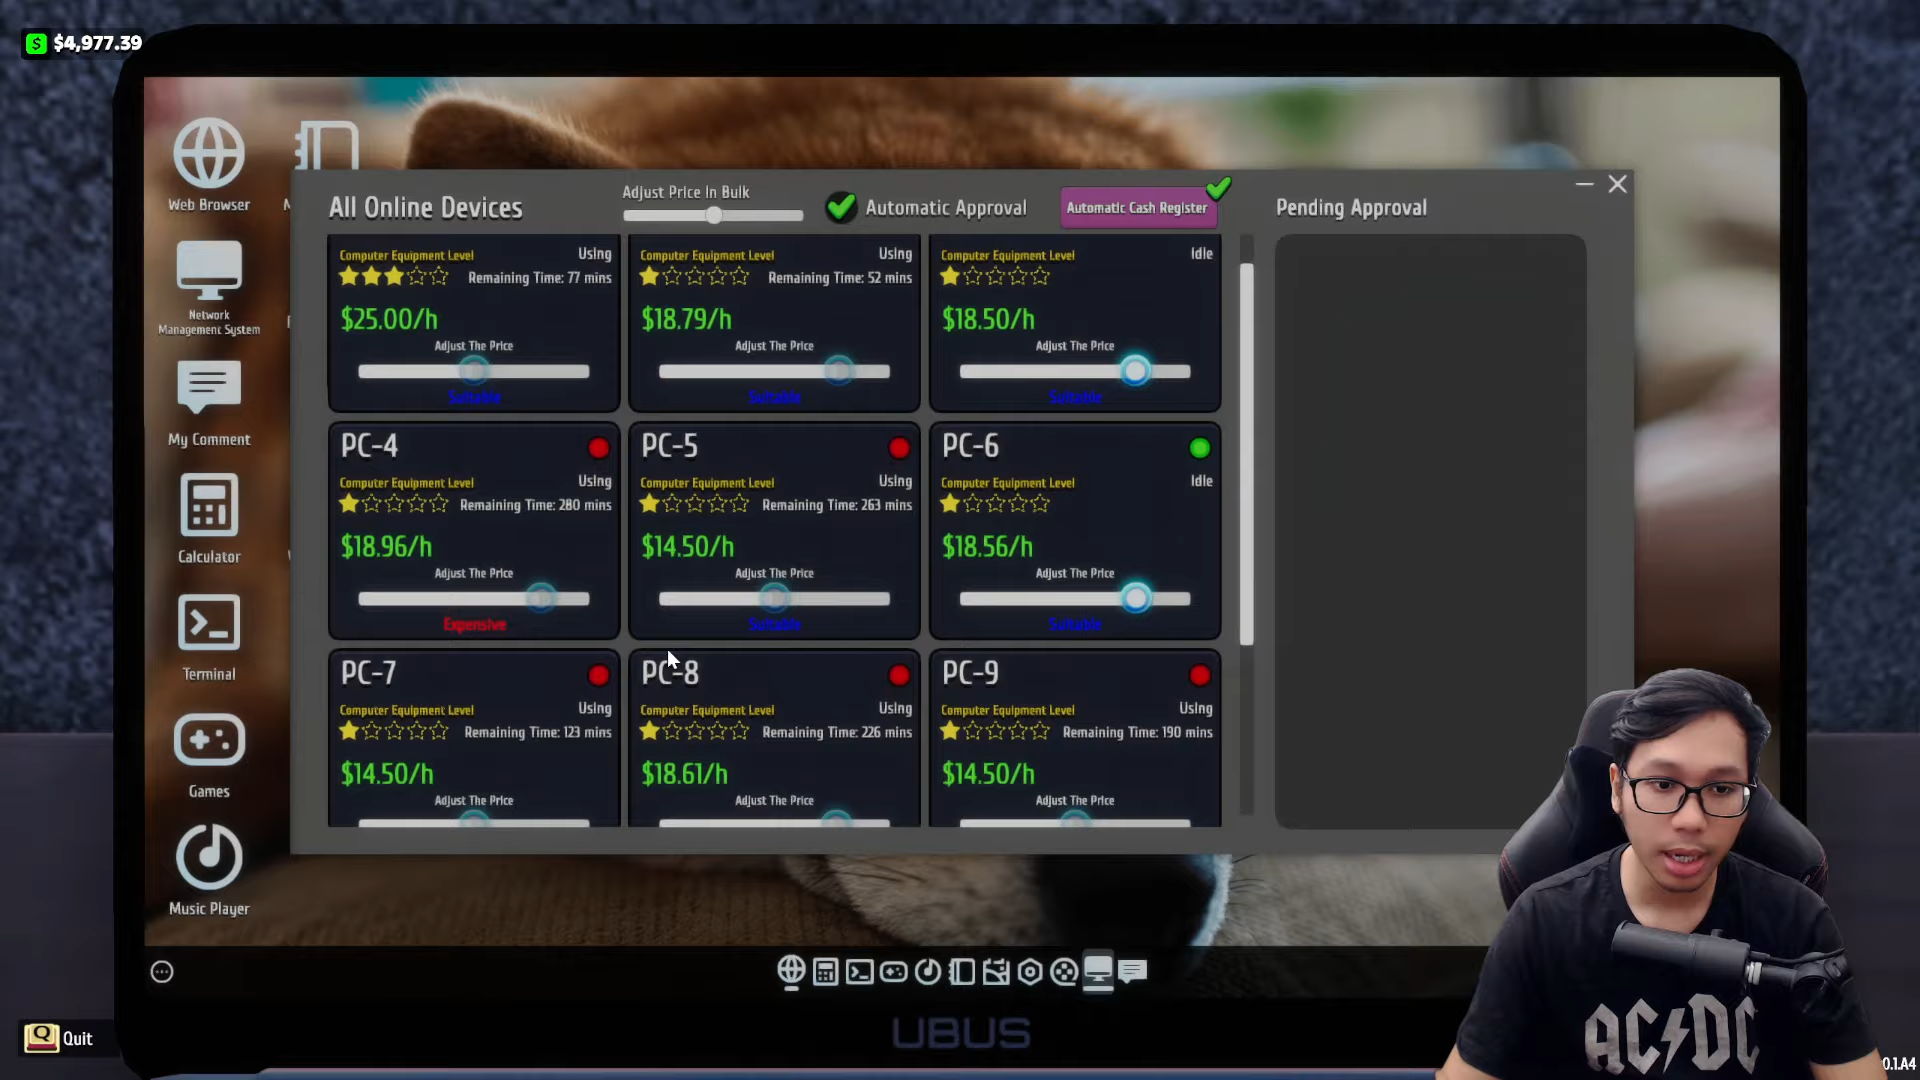 $4,977.39
Web Browser
Network
Management System
My Comment
Calculator
Terminal
Games
Music Player
All Online Devices
Adjust Price In Bulk
Automatic Approval
Automatic Cash Register
Pending Approval
Computer Equipment Level
Using
Remaining Time: 77 mins
$25.00/h
Adjust The Price
Suitable
Computer Equipment Level
Using
Remaining Time: 52 mins
$18.79/h
Adjust The Price
Suitable
Computer Equipment Level
Idle
$18.50/h
Adjust The Price
Suitable
PC-4
Computer Equipment Level
Using
Remaining Time: 280 mins
$18.96/h
Adjust The Price
Expensive
PC-5
Computer Equipment Level
Using
Remaining Time: 263 mins
$14.50/h
Adjust The Price
Suitable
PC-6
Computer Equipment Level
Idle
$18.56/h
Adjust The Price
Suitable
PC-7
Computer Equipment Level
Using
Remaining Time: 123 mins
$14.50/h
Adjust The Price
PC-8
Computer Equipment Level
Using
Remaining Time: 226 mins
$18.61/h
Adjust The Price
PC-9
Computer Equipment Level
Using
Remaining Time: 190 mins
$14.50/h
Adjust The Price
UBUS
Q Quit
AC/DC
0.1.A4